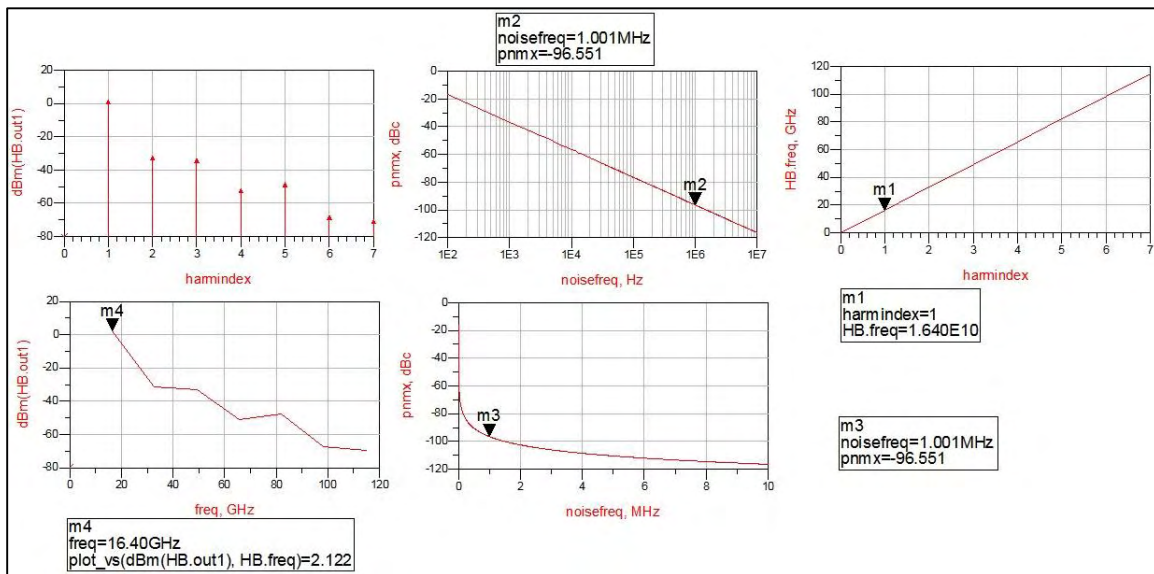 m2
noisefreq=1.001MHz
pnmx=-96.551
20
0
-20
-40
-60
-80
dBm(HB.out1)
0 1 2 3 4 5 6 7
harmindex
0
-20
-40
-60
-80
-100
-120
pnmx, dBc
m2
1E2 1E3 1E4 1E5 1E6 1E7
noisefreq, Hz
120
100
80
60
40
20
0
HB.freq, GHz
m1
0 1 2 3 4 5 6 7
harmindex
m1
harmindex=1
HB.freq=1.640E10
20
0
-20
-40
-60
-80
dBm(HB.out1)
m4
0 20 40 60 80 100 120
freq, GHz
m4
freq=16.40GHz
plot_vs(dBm(HB.out1), HB.freq)=2.122
0
-20
-40
-60
-80
-100
-120
pnmx, dBc
m3
0 2 4 6 8 10
noisefreq, MHz
m3
noisefreq=1.001MHz
pnmx=-96.551